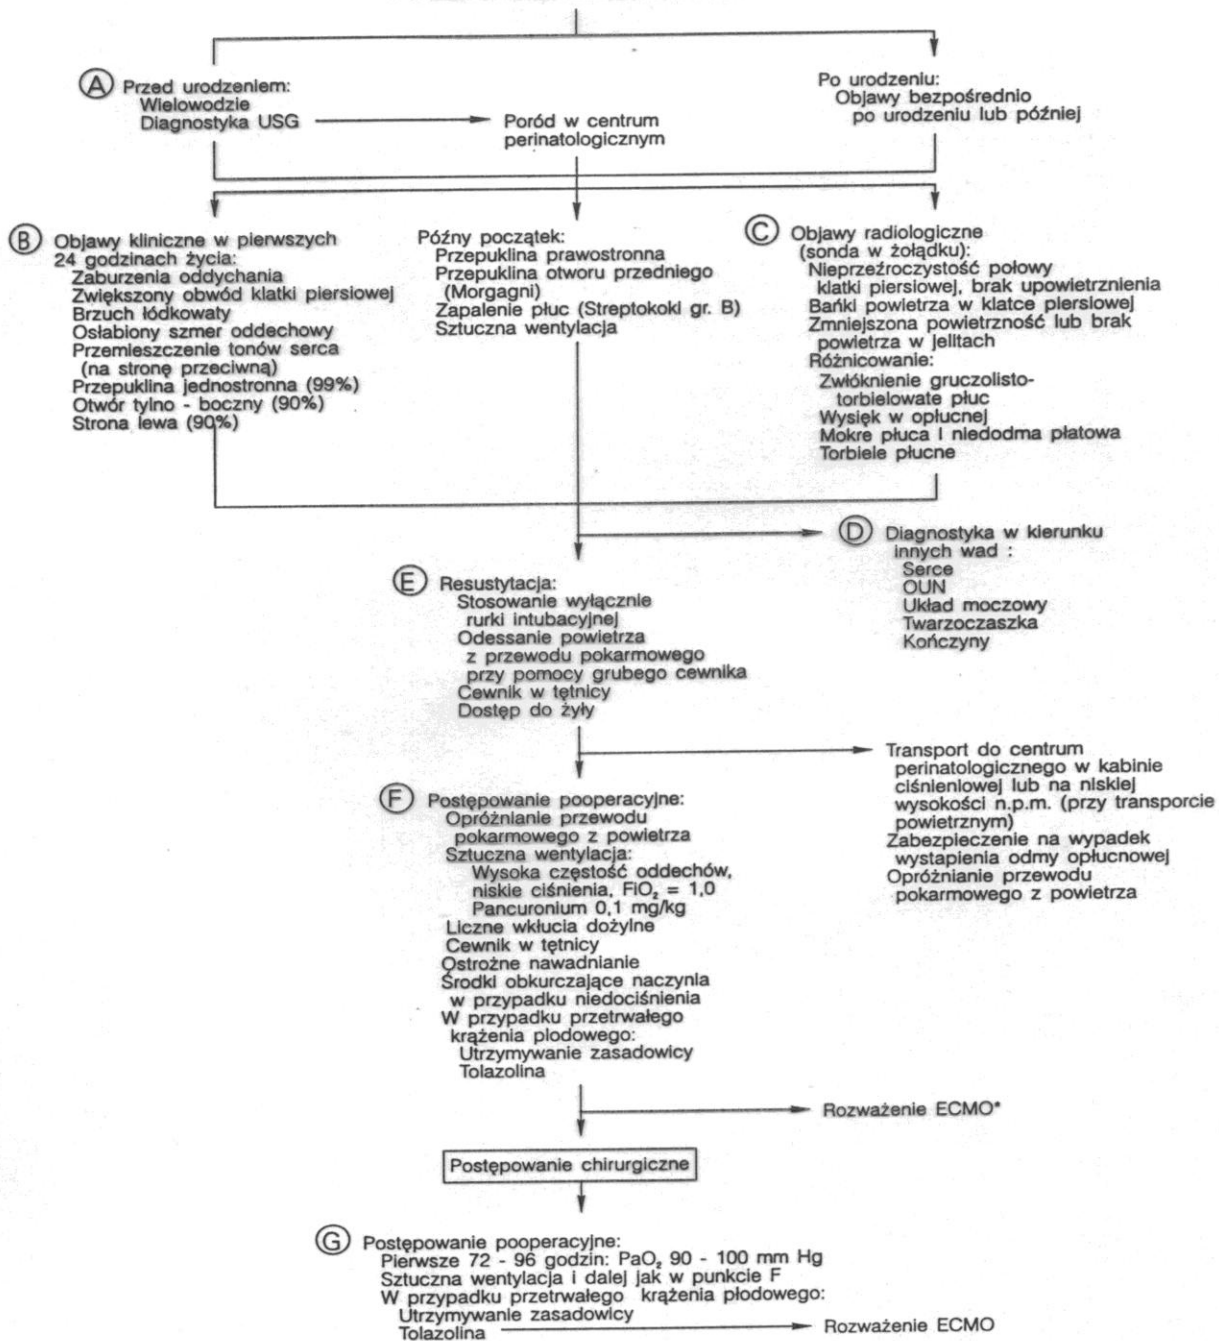 A Przed urodzeniem:
Wielowodzie
Diagnostyka USG
Poród w centrum
perinatologicznym
Po urodzeniu:
Objawy bezpośrednio
po urodzeniu lub później
B Objawy kliniczne w pierwszych
24 godzinach życia:
Zaburzenia oddychania
Zwiększony obwód klatki piersiowej
Brzuch łódkowaty
Osłabiony szmer oddechowy
Przemieszczenie tonów serca
(na stronę przeciwną)
Przepuklina jednostronna (99%)
Otwór tylno - boczny (90%)
Strona lewa (90%)
Późny początek:
Przepuklina prawostronna
Przepuklina otworu przedniego
(Morgagni)
Zapalenie płuc (Streptokoki gr. B)
Sztuczna wentylacja
C Objawy radiologiczne
(sonda w żołądku):
Nieprzeźroczystość połowy
klatki piersiowej, brak upowietrznienia
Bańki powietrza w klatce piersiowej
Zmniejszona powietrzność lub brak
powietrza w jelitach
Różnicowanie:
Zwłóknienie gruczolisto-
torbielowate płuc
Wysięk w opłucnej
Mokre płuca i niedodma płatowa
Torbiele płucne
D Diagnostyka w kierunku
innych wad :
Serce
OUN
Układ moczowy
Twarzoczaszka
Kończyny
E Resustytacja:
Stosowanie wyłącznie
rurki intubacyjnej
Odessanie powietrza
z przewodu pokarmowego
przy pomocy grubego cewnika
Cewnik w tętnicy
Dostęp do żyły
Transport do centrum
perinatologicznego w kabinie
ciśnieniowej lub na niskiej
wysokości n.p.m. (przy transporcie
powietrznym)
Zabezpieczenie na wypadek
wystapienia odmy opłucnowej
Opróżnianie przewodu
pokarmowego z powietrza
F Postępowanie pooperacyjne:
Opróżnianie przewodu
pokarmowego z powietrza
Sztuczna wentylacja:
Wysoka częstość oddechów,
niskie ciśnienia, FiO₂ = 1,0
Pancuronium 0,1 mg/kg
Liczne wkłucia dożylne
Cewnik w tętnicy
Ostrożne nawadnianie
Środki obkurczające naczynia
w przypadku niedociśnienia
W przypadku przetrwałego
krążenia plodowego:
Utrzymywanie zasadowicy
Tolazolina
Rozważenie ECMO*
Postępowanie chirurgiczne
G Postępowanie pooperacyjne:
Pierwsze 72 - 96 godzin: PaO₂ 90 - 100 mm Hg
Sztuczna wentylacja i dalej jak w punkcie F
W przypadku przetrwałego krążenia płodowego:
Utrzymywanie zasadowicy
Tolazolina
Rozważenie ECMO